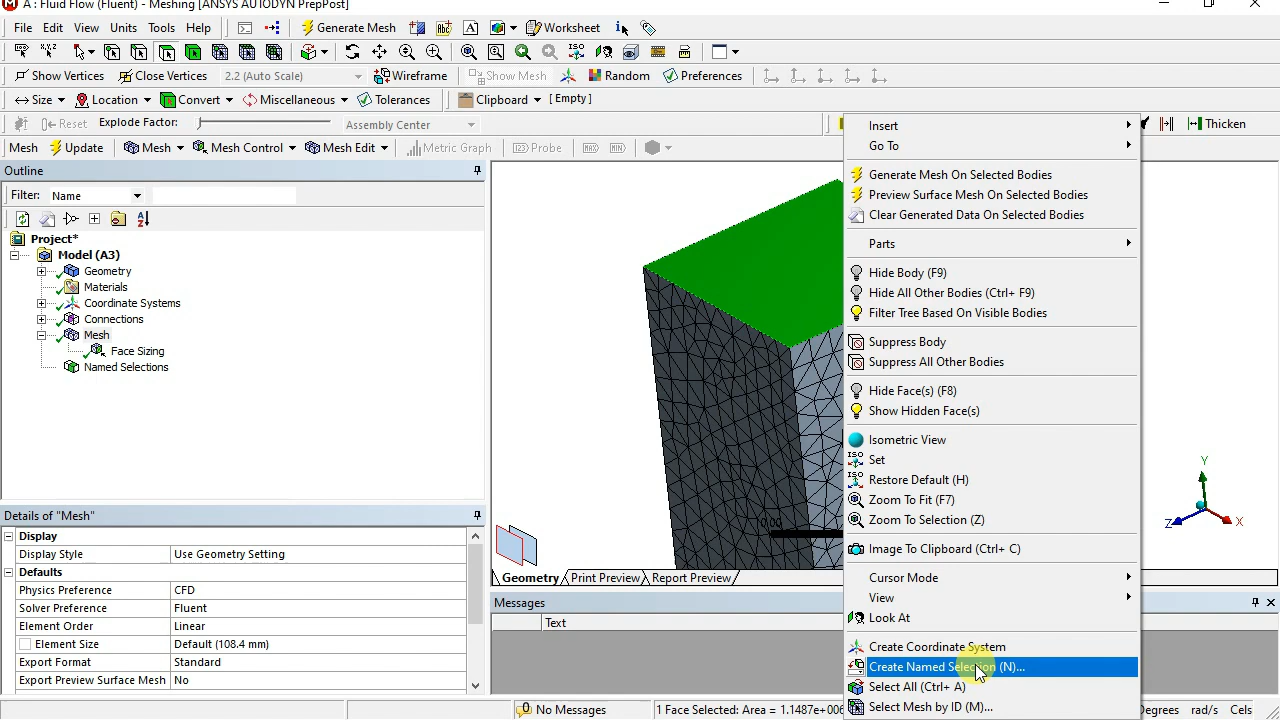 A : Fluid Flow (Fluent) - Meshing [ANSYS AUTODYN PrepPost]
File Edit View Units Tools Help Generate Mesh Worksheet
Show Vertices Close Vertices 2.2 (Auto Scale) Wireframe Show Mesh Random Preferences
Size Location Convert Miscellaneous Tolerances Clipboard [ Empty ]
Reset Explode Factor: Assembly Center Thicken
Mesh Update Mesh Mesh Control Mesh Edit Metric Graph Probe
Outline
Filter: Name
Project*
Model (A3)
Geometry
Materials
Coordinate Systems
Connections
Mesh
Face Sizing
Named Selections
Details of "Mesh"
Display
Display Style Use Geometry Setting
Defaults
Physics Preference CFD
Solver Preference Fluent
Element Order Linear
Element Size Default (108.4 mm)
Export Format Standard
Export Preview Surface Mesh No
0.00
Geometry Print Preview Report Preview
Messages
Text
Insert
Go To
Generate Mesh On Selected Bodies
Preview Surface Mesh On Selected Bodies
Clear Generated Data On Selected Bodies
Parts
Hide Body (F9)
Hide All Other Bodies (Ctrl+ F9)
Filter Tree Based On Visible Bodies
Suppress Body
Suppress All Other Bodies
Hide Face(s) (F8)
Show Hidden Face(s)
Isometric View
ISO Set
ISO Restore Default (H)
Zoom To Fit (F7)
Zoom To Selection (Z)
Image To Clipboard (Ctrl+ C)
Cursor Mode
View
Look At
Create Coordinate System
Create Named Selection (N)...
Select All (Ctrl+ A)
Select Mesh by ID (M)...
Y
Z X
0 No Messages 1 Face Selected: Area = 1.1487e+006 Degrees rad/s Cels